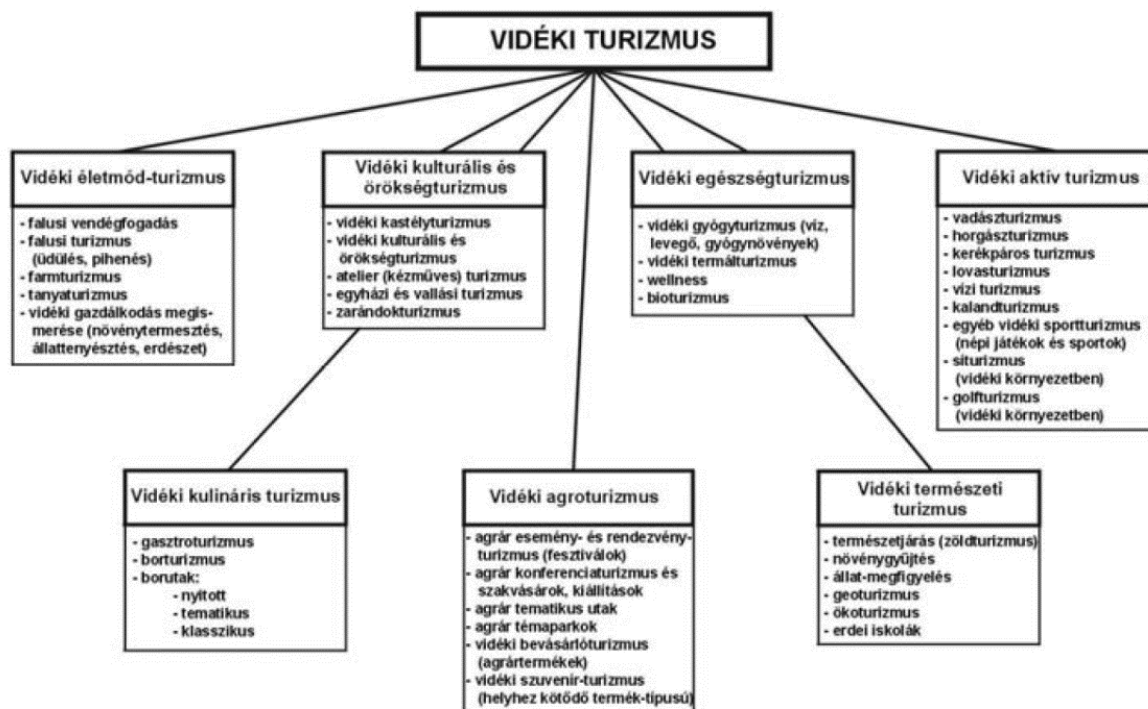 VIDÉKI TURIZMUS
Vidéki életmód-turizmus
- falusi vendégfogadás
- falusi turizmus
(üdülés, pihenés)
- farmturizmus
- tanyaturizmus
- vidéki gazdálkodás megis-
merése (növénytermesztés,
állattenyésztés, erdészet)
Vidéki kulturális és
örökségturizmus
- vidéki kastélyturizmus
- vidéki kulturális és
örökségturizmus
- atelier (kézműves) turizmus
- egyházi és vallási turizmus
- zarándokturizmus
Vidéki egészségturizmus
- vidéki gyógyturizmus (víz,
levegő, gyógynövények)
- vidéki termálturizmus
- wellness
- bioturizmus
Vidéki aktív turizmus
- vadászturizmus
- horgászturizmus
- kerékpáros turizmus
- lovasturizmus
- vízi turizmus
- kalandturizmus
- egyéb vidéki sportturizmus
(népi játékok és sportok)
- síturizmus
(vidéki környezetben)
- golfturizmus
(vidéki környezetben)
Vidéki kulináris turizmus
- gasztroturizmus
- borturizmus
- borutak:
- nyitott
- tematikus
- klasszikus
Vidéki agroturizmus
- agrár esemény- és rendezvény-
turizmus (fesztiválok)
- agrár konferenciaturizmus és
szakvásárok, kiállítások
- agrár tematikus utak
- agrár témaparkok
- vidéki bevásárlóturizmus
(agrártermékek)
- vidéki szuvenír-turizmus
(helyhez kötődő termék-típusú)
Vidéki természeti
turizmus
- természetjárás (zöldturizmus)
- növénygyűjtés
- állat-megfigyelés
- geoturizmus
- ökoturizmus
- erdei iskolák